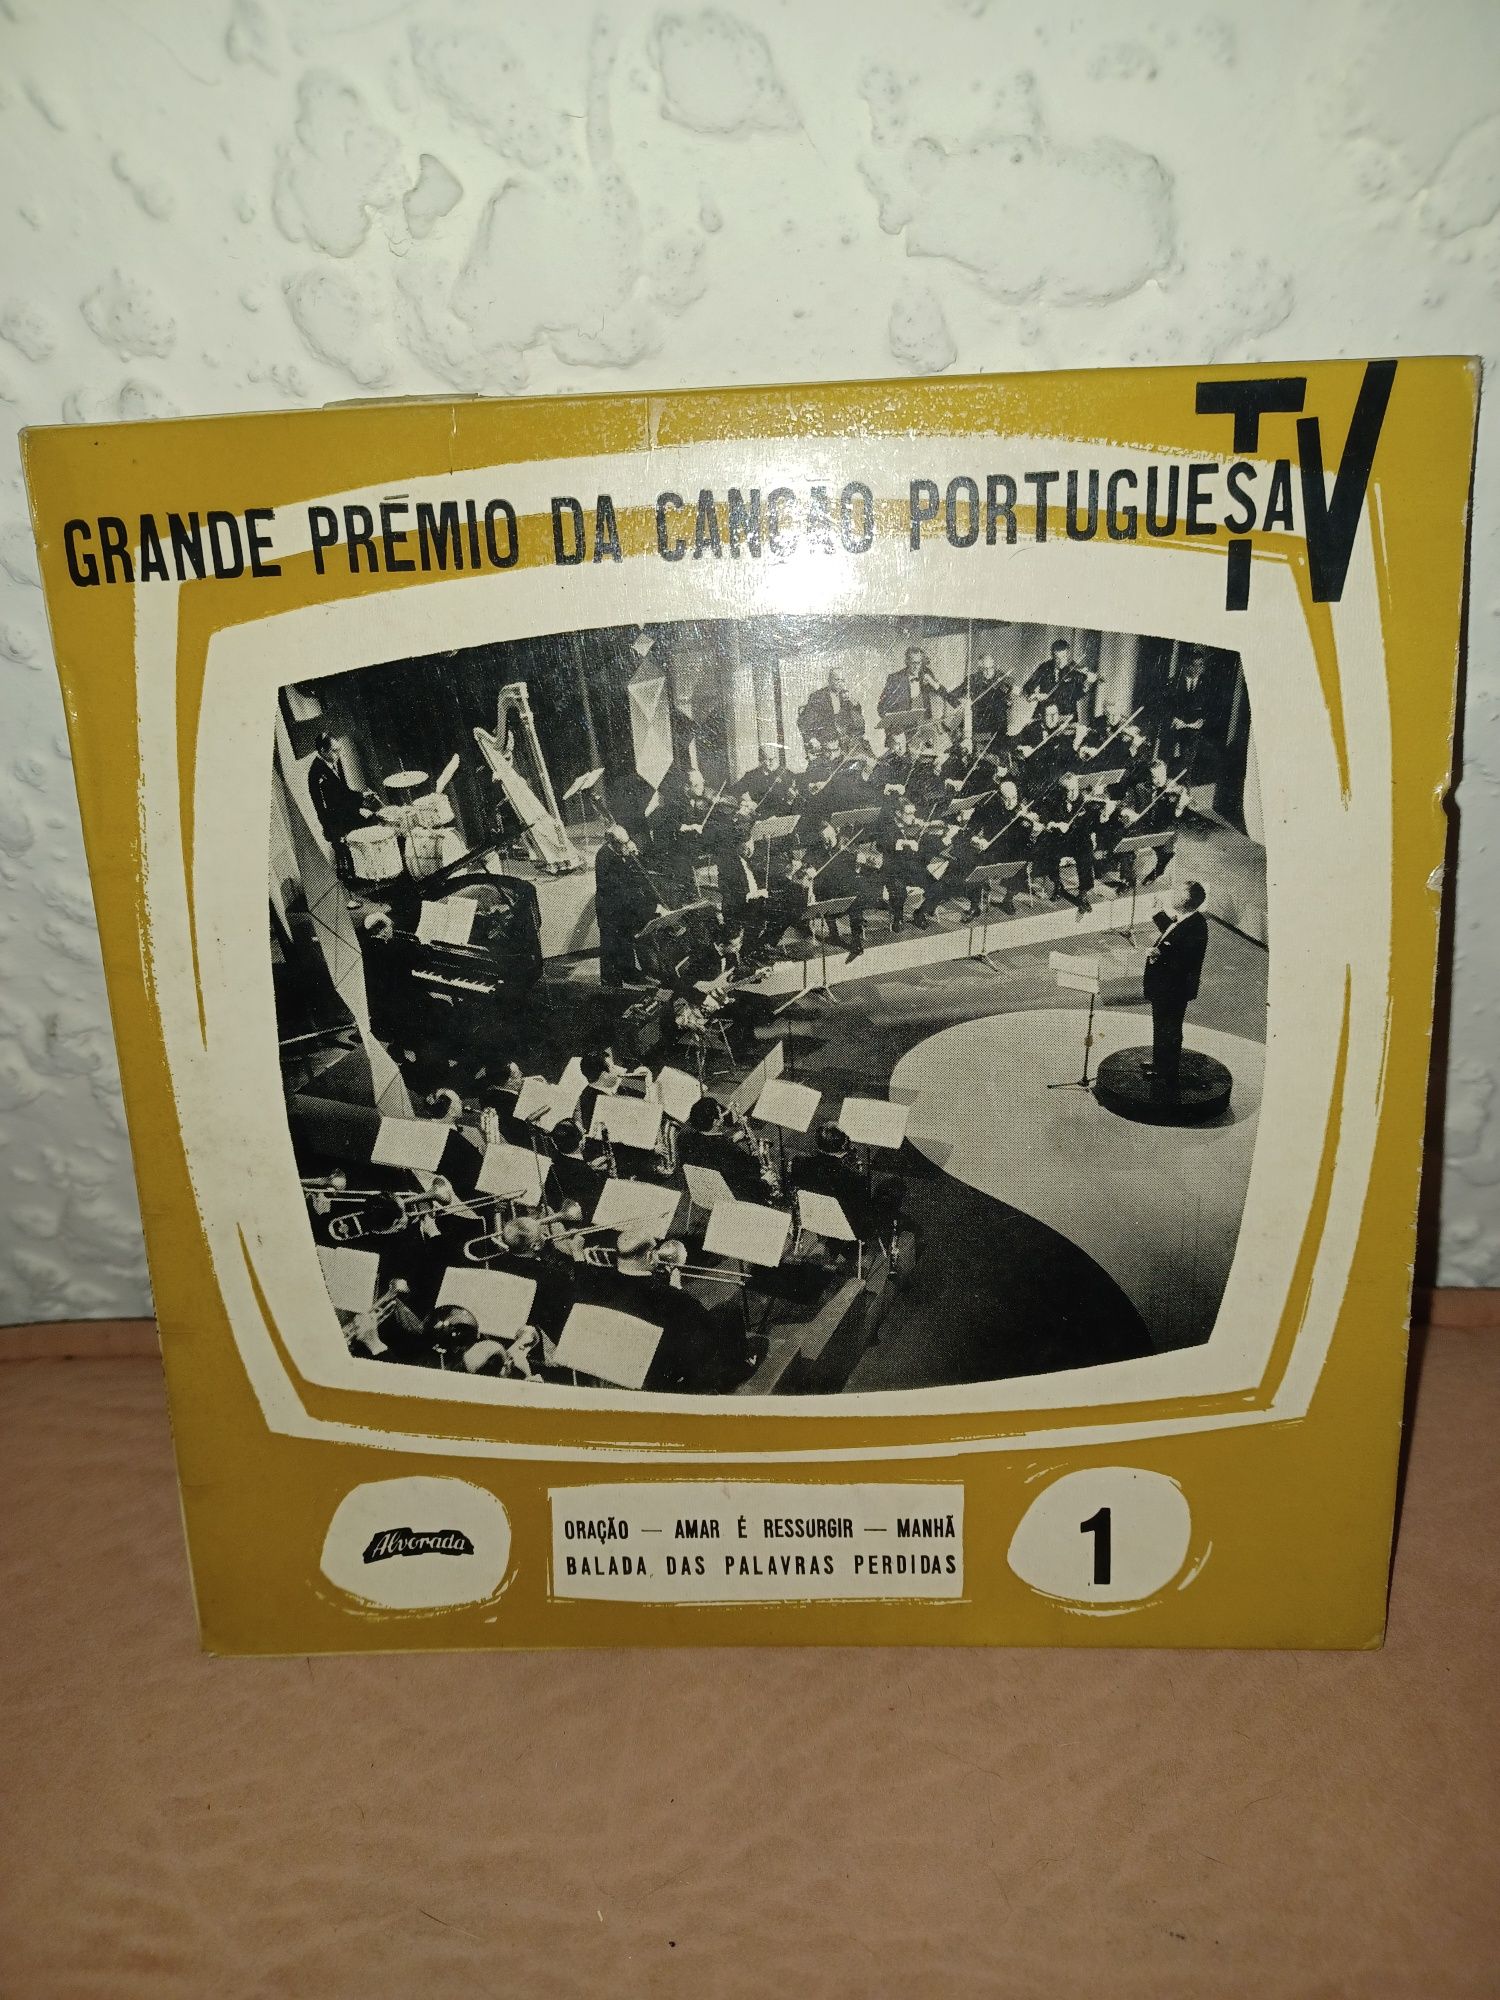 TV
GRANDE PRÉMIO DA CANÇÃO PORTUGUESA
Alvorada
ORAÇÃO — AMAR É RESSURGIR — MANHÃ
BALADA DAS PALAVRAS PERDIDAS
1